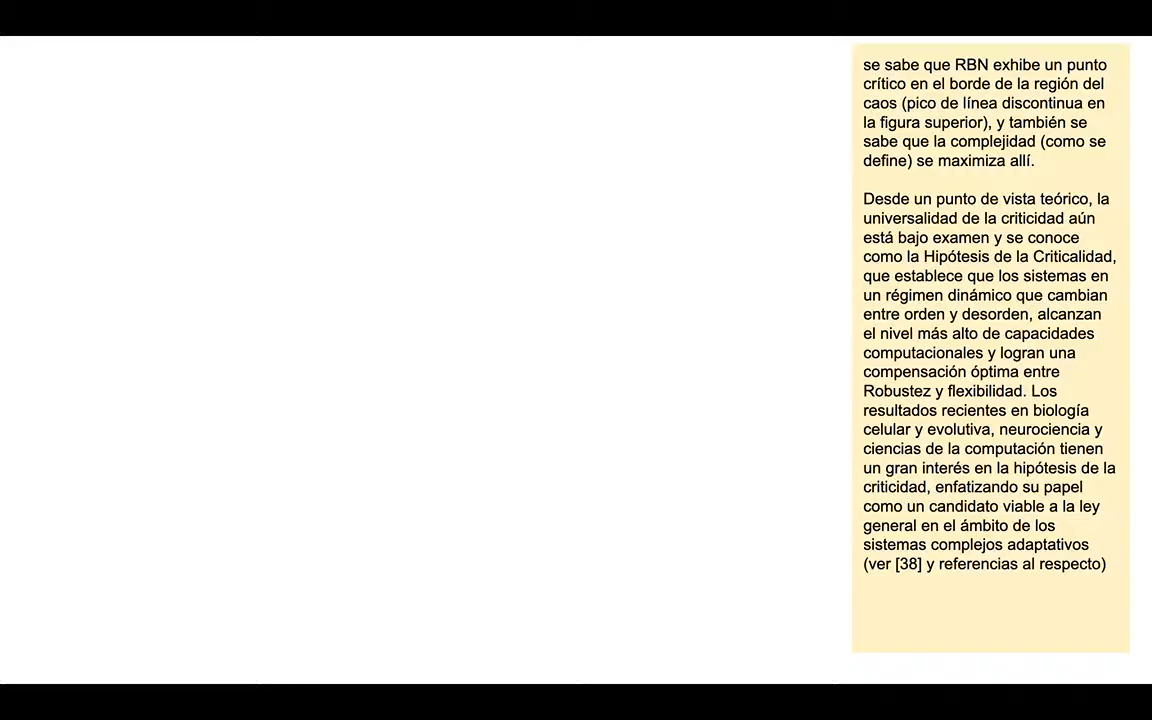 se sabe que RBN exhibe un punto
crítico en el borde de la región del
caos (pico de línea discontinua en
la figura superior), y también se
sabe que la complejidad (como se
define) se maximiza allí.
Desde un punto de vista teórico, la
universalidad de la criticidad aún
está bajo examen y se conoce
como la Hipótesis de la Criticalidad,
que establece que los sistemas en
un régimen dinámico que cambian
entre orden y desorden, alcanzan
el nivel más alto de capacidades
computacionales y logran una
compensación óptima entre
Robustez y flexibilidad. Los
resultados recientes en biología
celular y evolutiva, neurociencia y
ciencias de la computación tienen
un gran interés en la hipótesis de la
criticidad, enfatizando su papel
como un candidato viable a la ley
general en el ámbito de los
sistemas complejos adaptativos
(ver [38] y referencias al respecto)